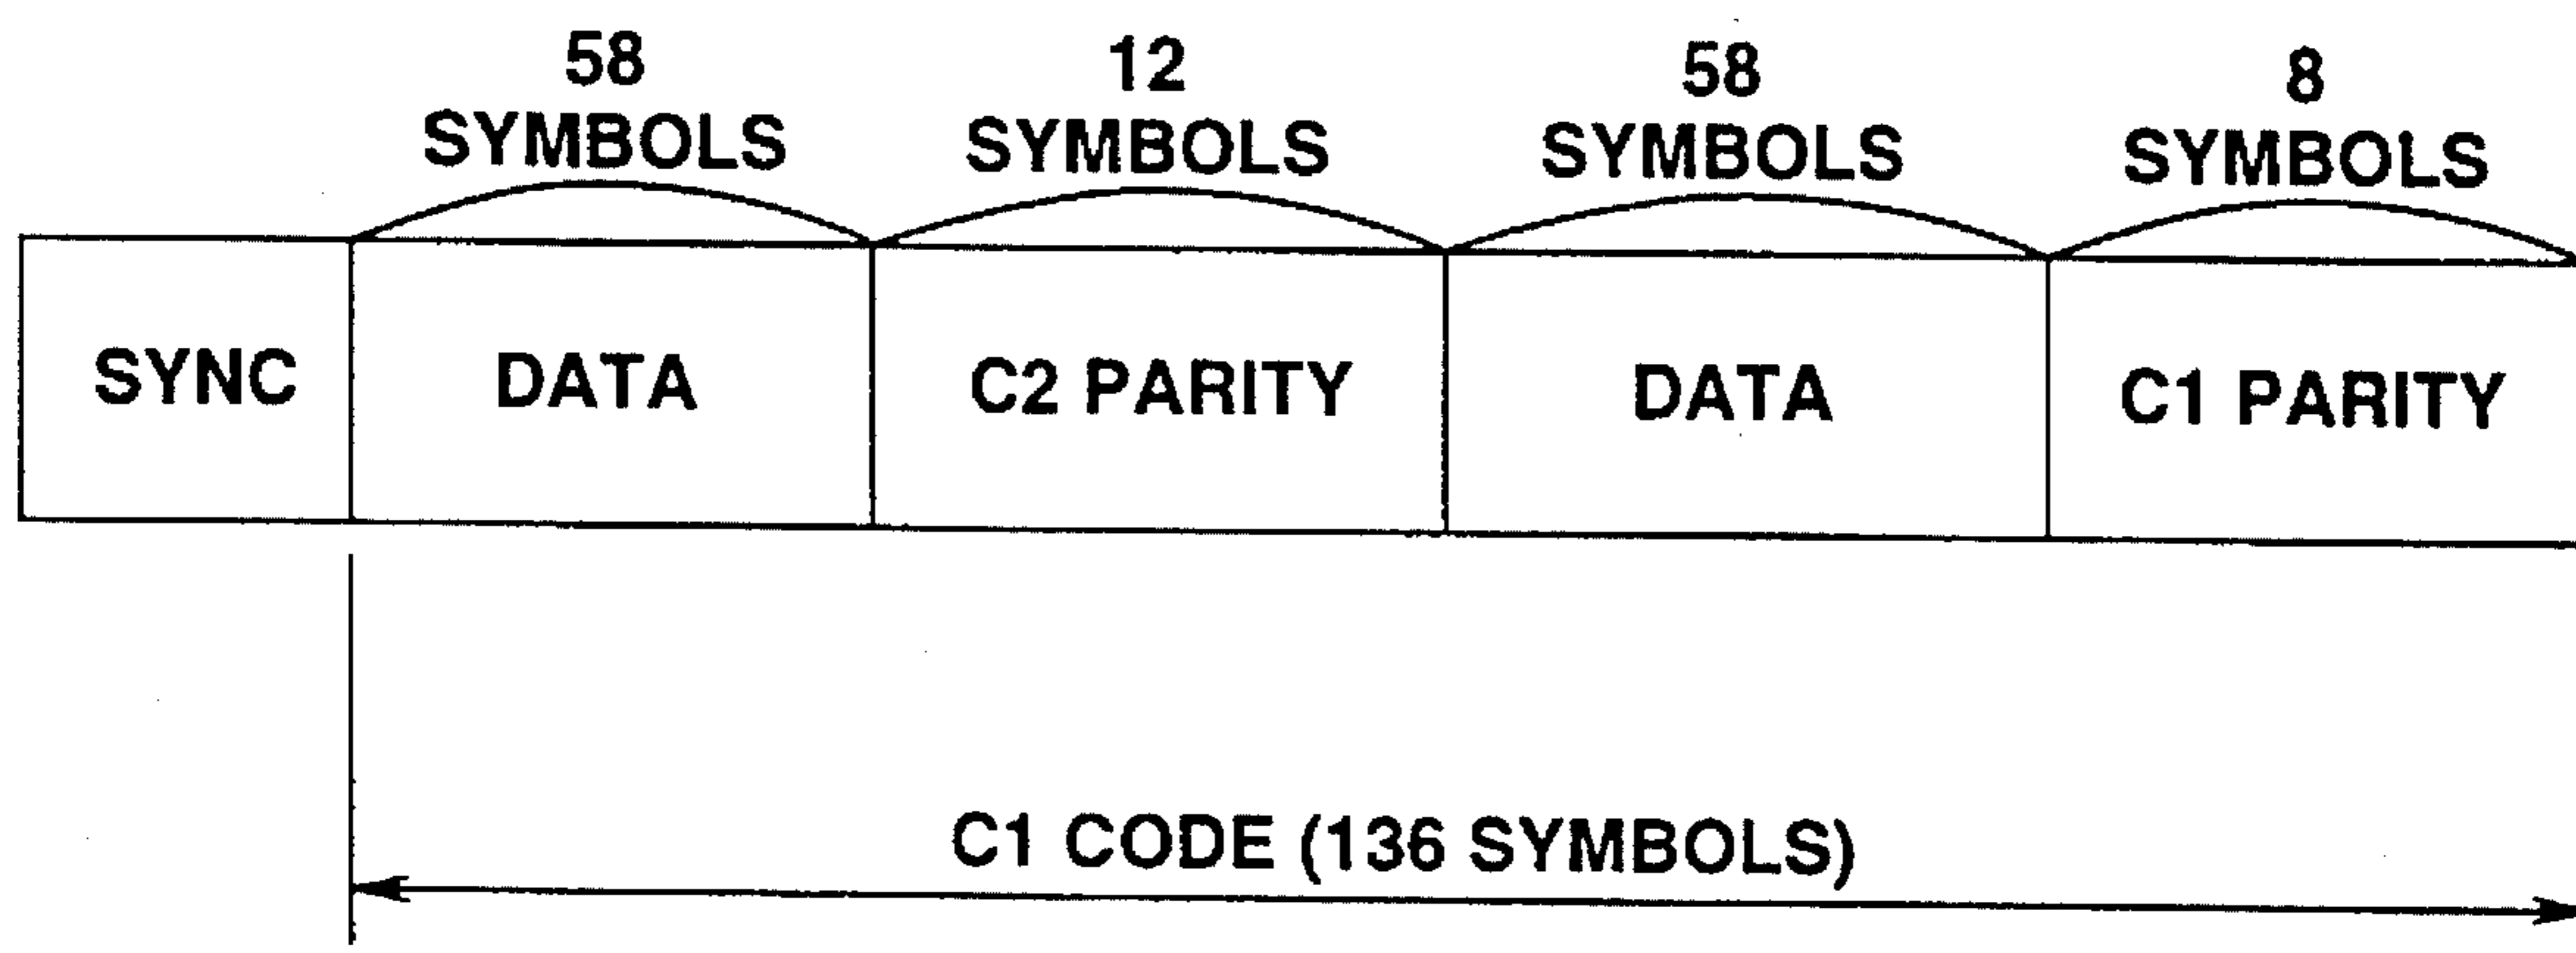 58
SYMBOLS
12
SYMBOLS
58
SYMBOLS
8
SYMBOLS
SYNC
DATA
C2 PARITY
DATA
C1 PARITY
C1 CODE (136 SYMBOLS)